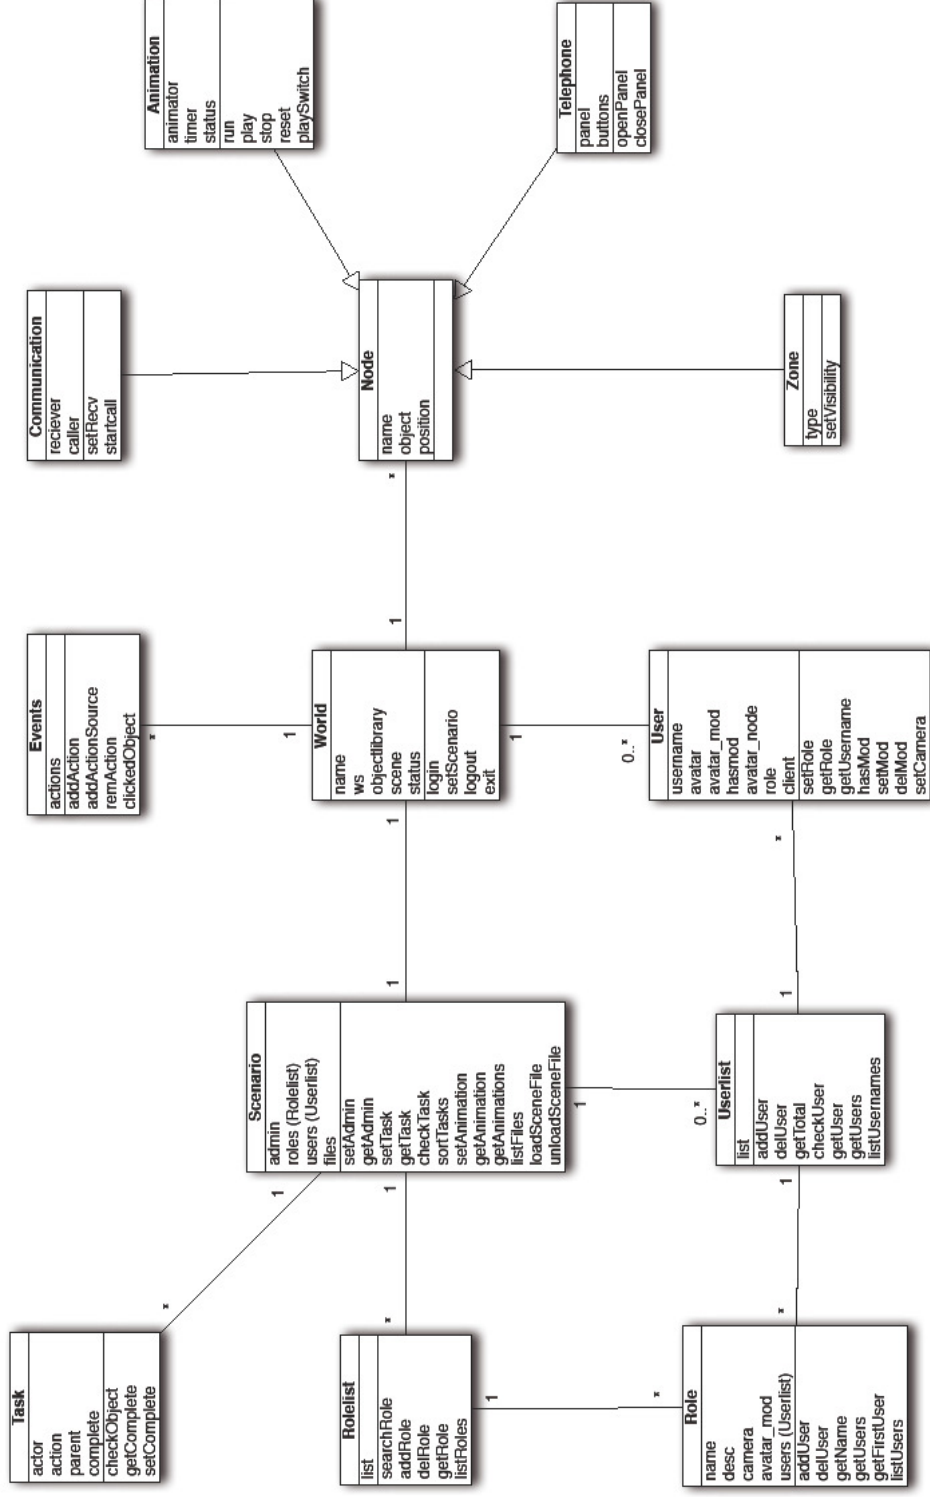 Task
actor
action
parent
complete
checkObject
getComplete
setComplete
*
1
Scenario
admin
roles (Rolelist)
users (Userlist)
files
setAdmin
getAdmin
setTask
getTask
checkTask
sortTasks
setAnimation
getAnimation
getAnimations
listFiles
loadSceneFile
unloadSceneFile
1
1
Events
actions
addAction
addActionSource
remAction
clickedObject
*
1
World
name
ws
objectlibrary
scene
status
login
setScenario
logout
exit
1
*
Communication
reciever
caller
setRecv
startcall
Node
name
object
position
Animation
animator
timer
status
run
play
stop
reset
playSwitch
Telephone
panel
buttons
openPanel
closePanel
Zone
type
setVisibility
*
1
Rolelist
list
searchRole
addRole
delRole
getRole
listRoles
1
*
Role
name
desc
camera
avatar_mod
users (Userlist)
addUser
delUser
getName
getUsers
getFirstUser
listUsers
*
1
1
0..*
Userlist
list
addUser
delUser
getTotal
checkUser
getUser
getUsers
listUsernames
1
*
1
0..*
User
username
avatar
avatar_mod
hasmod
avatar_node
role
client
setRole
getRole
getUsername
hasMod
setMod
delMod
setCamera